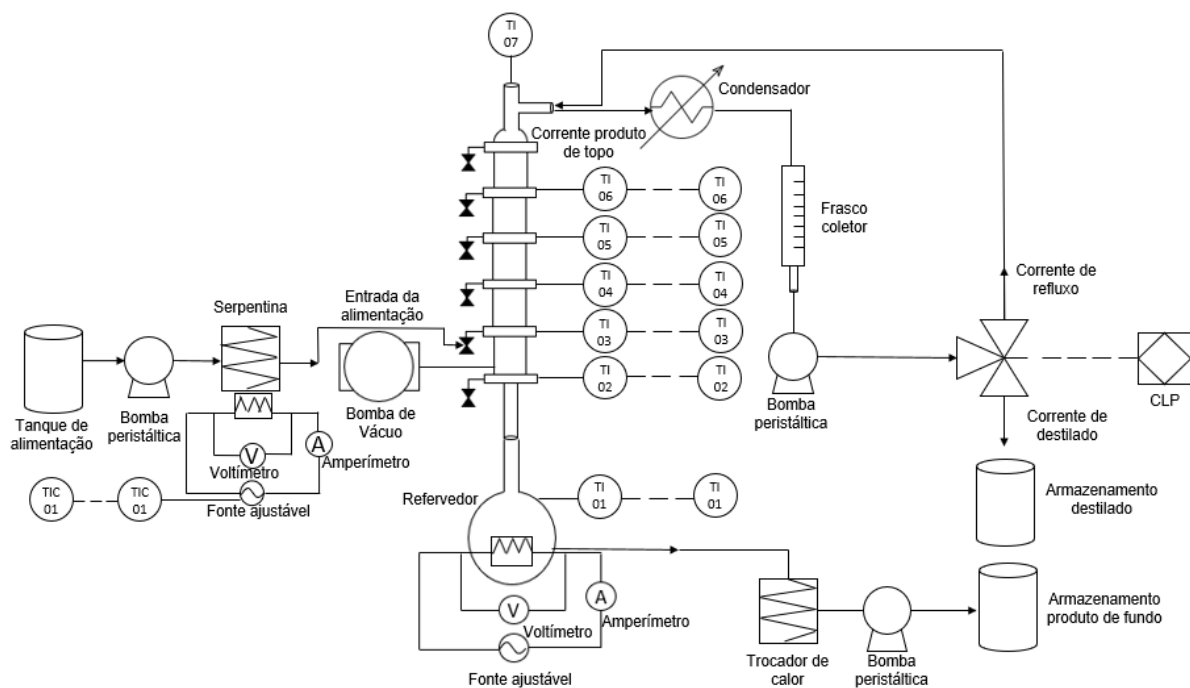 TI
07
Condensador
Corrente produto
de topo
TI
06
TI
06
Frasco
coletor
TI
05
TI
05
Corrente de
refluxo
TI
04
TI
04
Entrada da
alimentação
Serpentina
TI
03
TI
03
TI
02
TI
02
CLP
Tanque de
alimentação
Bomba
peristáltica
Bomba de
Vácuo
Bomba
peristáltica
Corrente de
destilado
A
V
Voltímetro
Amperímetro
TIC
01
TIC
01
Fonte ajustável
Refervedor
TI
01
TI
01
Armazenamento
destilado
A
V
Voltímetro
Amperímetro
Fonte ajustável
Trocador de
calor
Bomba
peristáltica
Armazenamento
produto de fundo